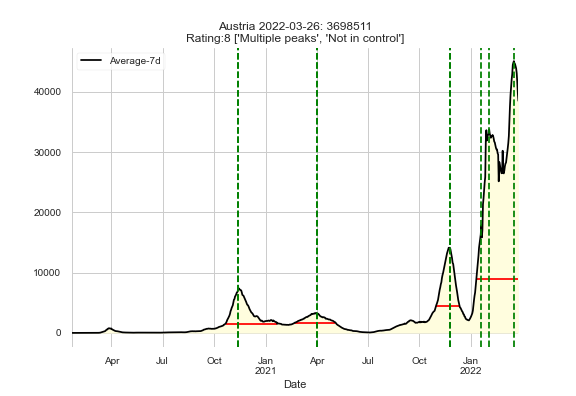 Austria 2022-03-26: 3698511
Rating:8 ['Multiple peaks', 'Not in control']
Average-7d
40000
30000
20000
10000
0
Apr
Jul
Oct
Jan
2021
Apr
Jul
Oct
Jan
2022
Date